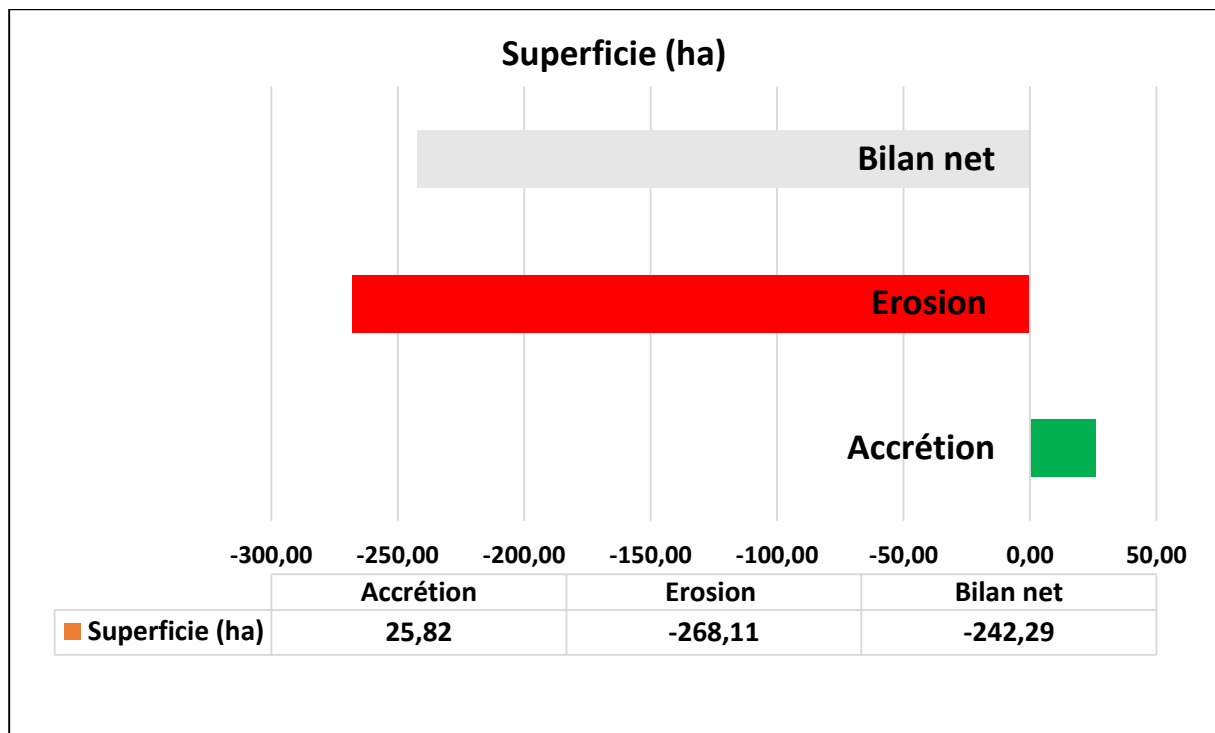 Superficie (ha)
Bilan net
Erosion
Accrétion
-300,00 -250,00 -200,00 -150,00 -100,00 -50,00 0,00 50,00
Accrétion Erosion Bilan net
Superficie (ha) 25,82 -268,11 -242,29